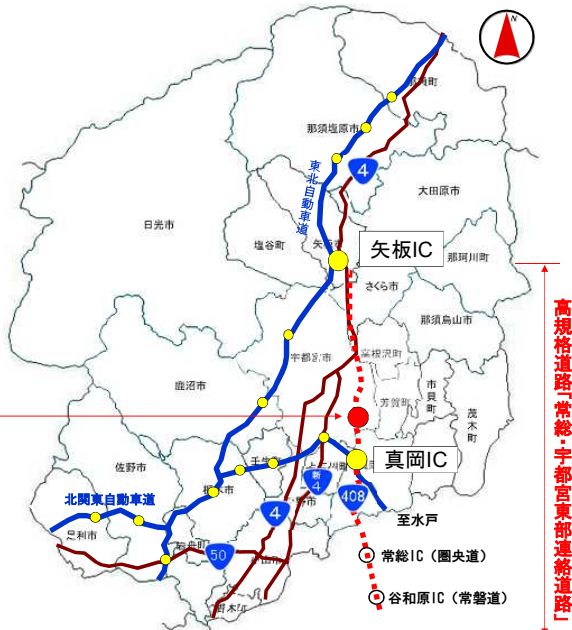 N
那須塩原市
4
東北自動車道
大田原市
日光市
塩谷町
矢板IC
那珂川町
さくら市
那須烏山市
宇都宮市
高根沢町
鹿沼市
芳賀町
市貝町
茂木町
高規格道路「常総・宇都宮東部連絡道路」
真岡IC
佐野市
北関東自動車道
新4
408
4
至水戸
足利市
50
常総IC（圏央道）
谷和原IC（常磐道）